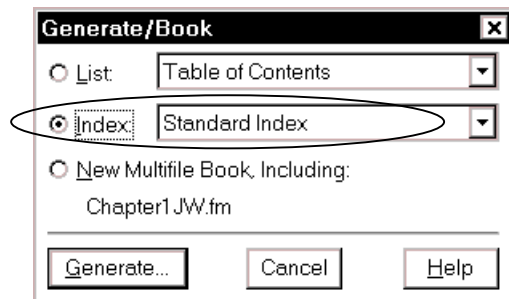 Generate/Book
List: Table of Contents
Index: Standard Index
New Multifile Book, Including:
Chapter1JW.fm
Generate... Cancel Help